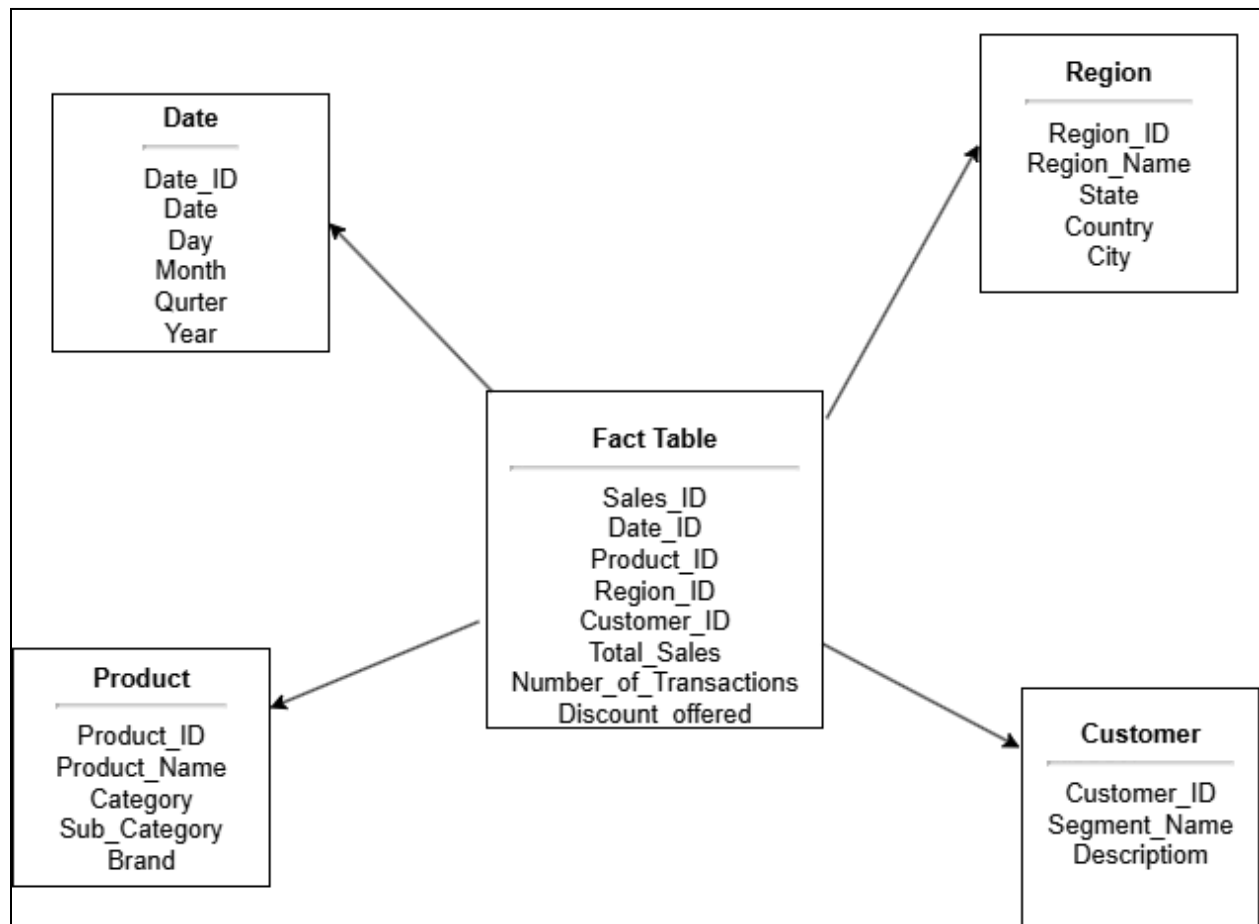 Date
Date_ID
Date
Day
Month
Qurter
Year
Region
Region_ID
Region_Name
State
Country
City
Fact Table
Sales_ID
Date_ID
Product_ID
Region_ID
Customer_ID
Total_Sales
Number_of_Transactions
Discount_offered
Product
Product_ID
Product_Name
Category
Sub_Category
Brand
Customer
Customer_ID
Segment_Name
Descriptiom